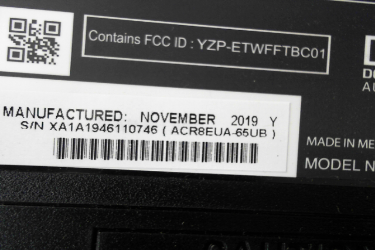 Contains FCC ID : YZP-ETWFFTBC01
MANUFACTURED: NOVEMBER 2019 Y
S/N XA1A1946110746 ( ACR8EUA-65UB )
MADE IN ME
MODEL N